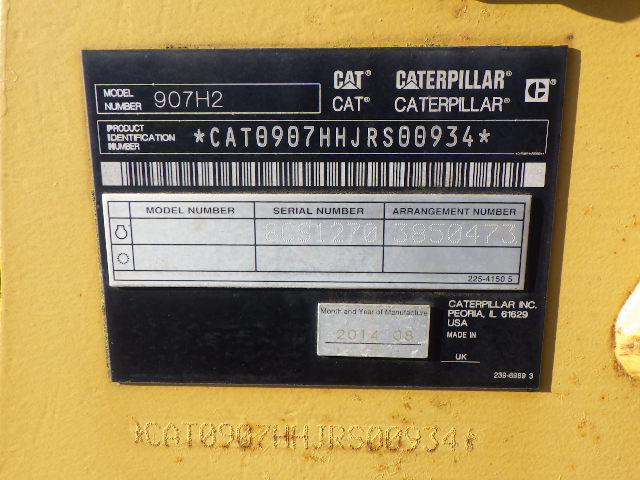 MODEL NUMBER 907H2
CAT® CATERPILLAR®
CAT® CATERPILLAR®
PRODUCT IDENTIFICATION NUMBER *CAT0907HHJRS00934*
MODEL NUMBER SERIAL NUMBER ARRANGEMENT NUMBER
8CS1270 3850473
225-4150 5
Month and Year of Manufacture
2014 08
CATERPILLAR INC.
PEORIA, IL 61629
USA
MADE IN
UK
239-6989 3
*CAT0907HHJRS00934*